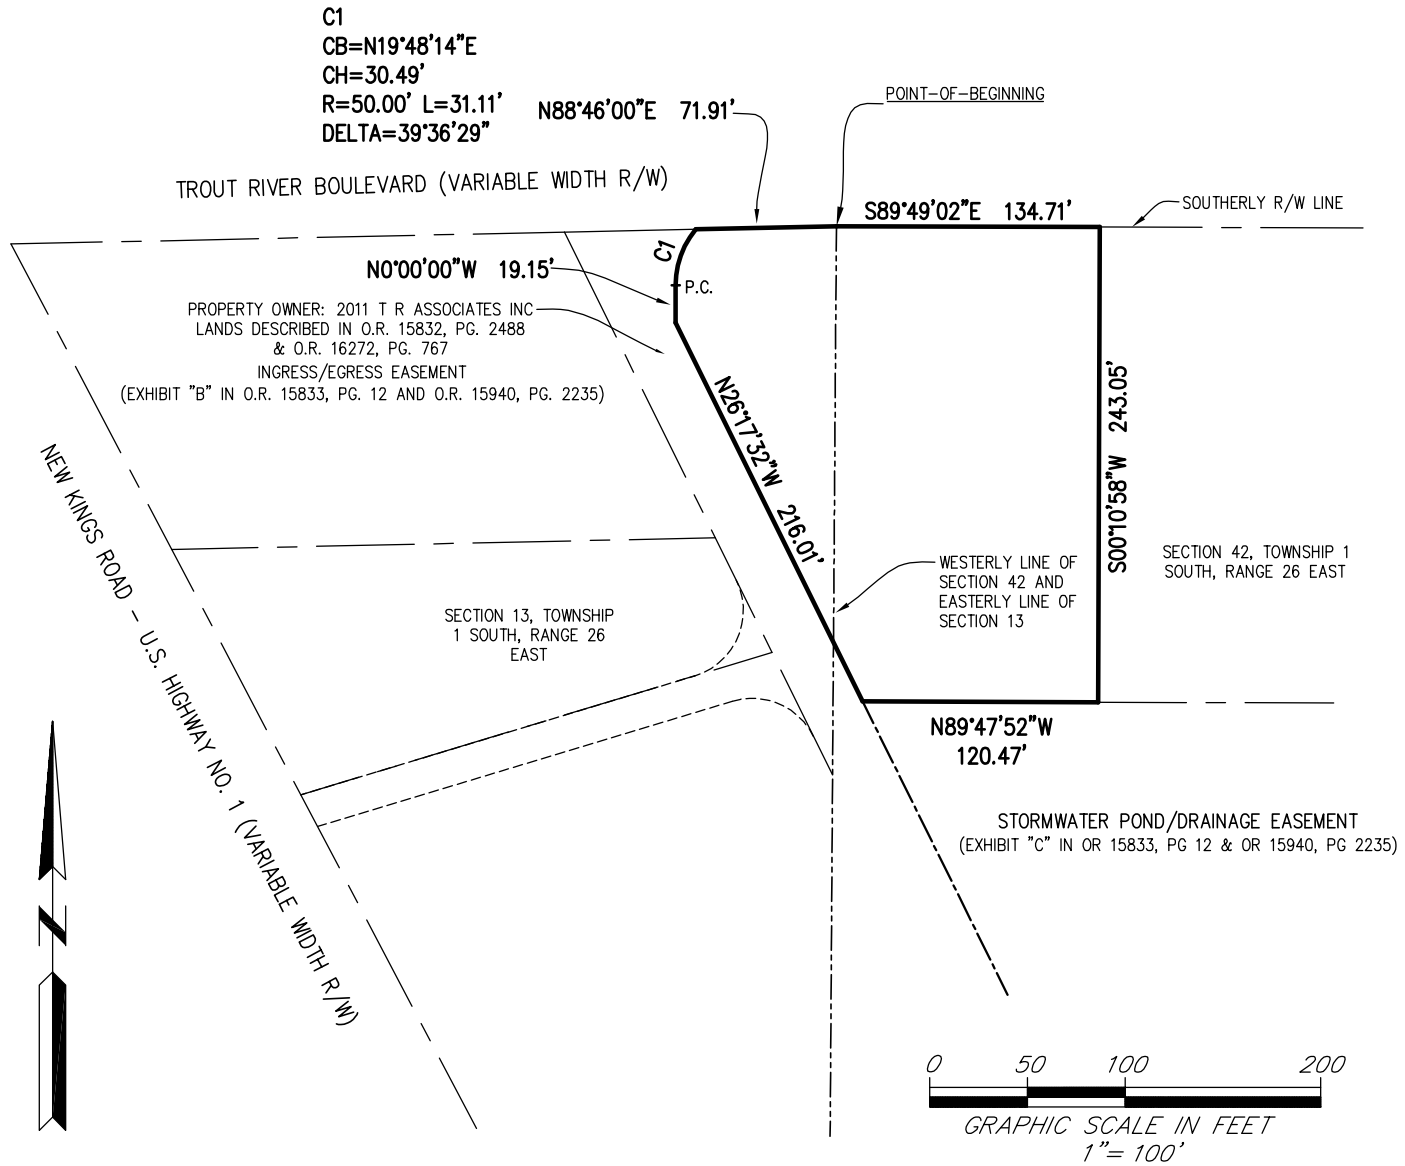 C1
CB=N19°48'14"E
CH=30.49'
R=50.00' L=31.11'
DELTA=39°36'29"
N88°46'00"E 71.91'
POINT-OF-BEGINNING
TROUT RIVER BOULEVARD (VARIABLE WIDTH R/W)
S89°49'02"E 134.71'
SOUTHERLY R/W LINE
C1
N0°00'00"W 19.15'
P.C.
PROPERTY OWNER: 2011 T R ASSOCIATES INC
LANDS DESCRIBED IN O.R. 15832, PG. 2488
& O.R. 16272, PG. 767
INGRESS/EGRESS EASEMENT
(EXHIBIT "B" IN O.R. 15833, PG. 12 AND O.R. 15940, PG. 2235)
N26°17'32"W 216.01'
S00°10'58"W 243.05'
NEW KINGS ROAD - U.S. HIGHWAY NO. 1 (VARIABLE WIDTH R/W)
WESTERLY LINE OF
SECTION 42 AND
EASTERLY LINE OF
SECTION 13
SECTION 42, TOWNSHIP 1
SOUTH, RANGE 26 EAST
SECTION 13, TOWNSHIP
1 SOUTH, RANGE 26
EAST
N89°47'52"W
120.47'
STORMWATER POND/DRAINAGE EASEMENT
(EXHIBIT "C" IN OR 15833, PG 12 & OR 15940, PG 2235)
N
0 50 100 200
GRAPHIC SCALE IN FEET
1"= 100'